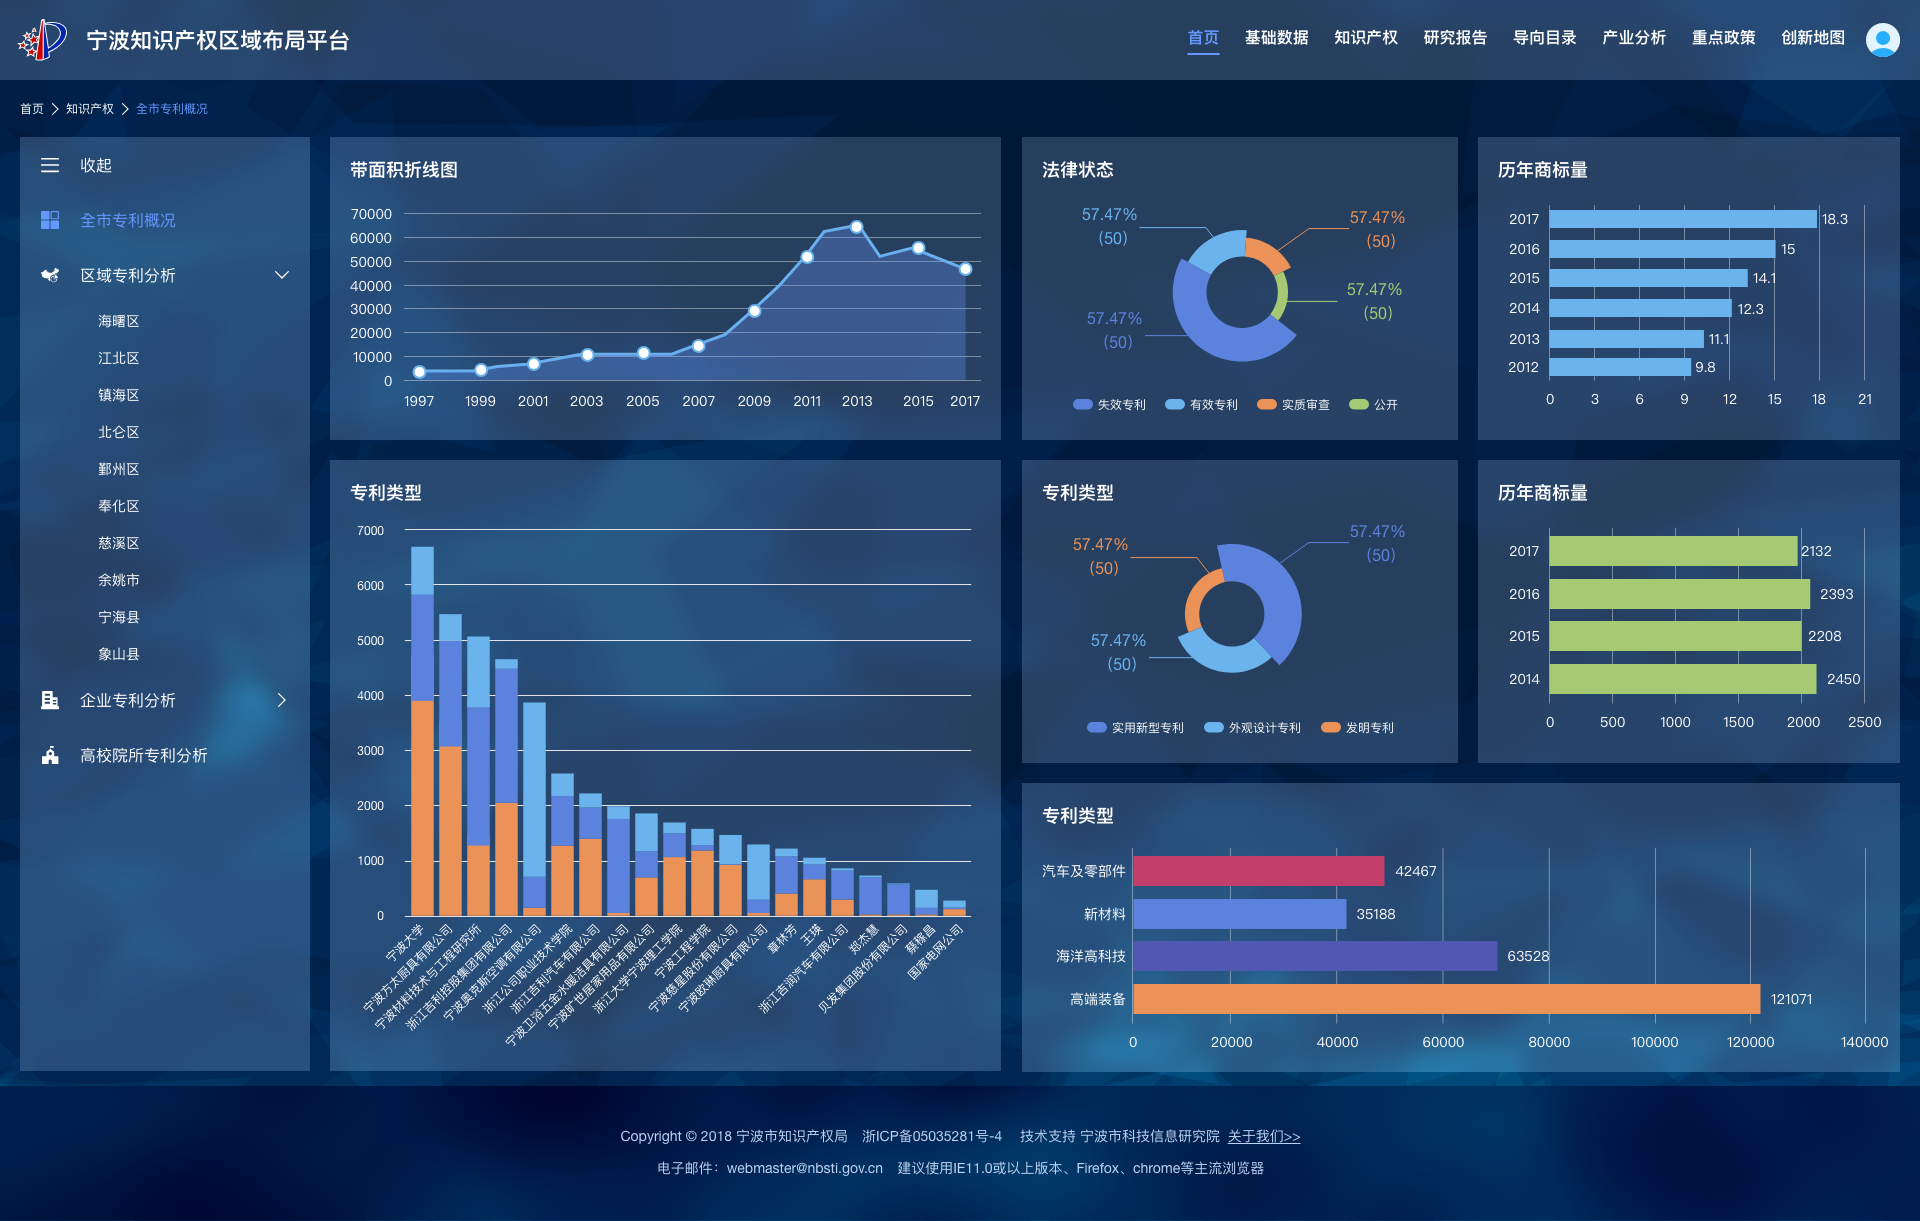 宁波知识产权区域布局平台
首页 基础数据 知识产权 研究报告 导向目录 产业分析 重点政策 创新地图
首页 > 知识产权 > 全市专利概况
收起
全市专利概况
区域专利分析
海曙区
江北区
镇海区
北仑区
鄞州区
奉化区
慈溪区
余姚市
宁海县
象山县
企业专利分析
高校院所专利分析
带面积折线图
70000
60000
50000
40000
30000
20000
10000
0
1997 1999 2001 2003 2005 2007 2009 2011 2013 2015 2017
法律状态
57.47%
(50)
57.47%
(50)
57.47%
(50)
57.47%
(50)
失效专利 有效专利 实质审查 公开
历年商标量
2017 18.3
2016 15
2015 14.1
2014 12.3
2013 11.1
2012 9.8
0 3 6 9 12 15 18 21
专利类型
7000
6000
5000
4000
3000
2000
1000
0
宁波大学
宁波方太厨具有限公司
宁波材料技术与工程研究所
浙江吉利控股集团有限公司
宁波奥克斯空调有限公司
浙江公司职业技术学院
浙江吉利汽车有限公司
宁波卫浴五金水暖洁具有限公司
宁波旷世居家用品有限公司
浙江大学宁波理工学院
宁波工程学院
宁波慈星股份有限公司
宁波欧琳厨具有限公司
章林芳
王瑛
浙江吉润汽车有限公司
郑杰慧
贝发集团股份有限公司
蔡稼昌
国家电网公司
专利类型
57.47%
(50)
57.47%
(50)
57.47%
(50)
实用新型专利 外观设计专利 发明专利
历年商标量
2017 2132
2016 2393
2015 2208
2014 2450
0 500 1000 1500 2000 2500
专利类型
汽车及零部件 42467
新材料 35188
海洋高科技 63528
高端装备 121071
0 20000 40000 60000 80000 100000 120000 140000
Copyright © 2018 宁波市知识产权局 浙ICP备05035281号-4 技术支持 宁波市科技信息研究院 关于我们>>
电子邮件：webmaster@nbsti.gov.cn 建议使用IE11.0或以上版本、Firefox、chrome等主流浏览器